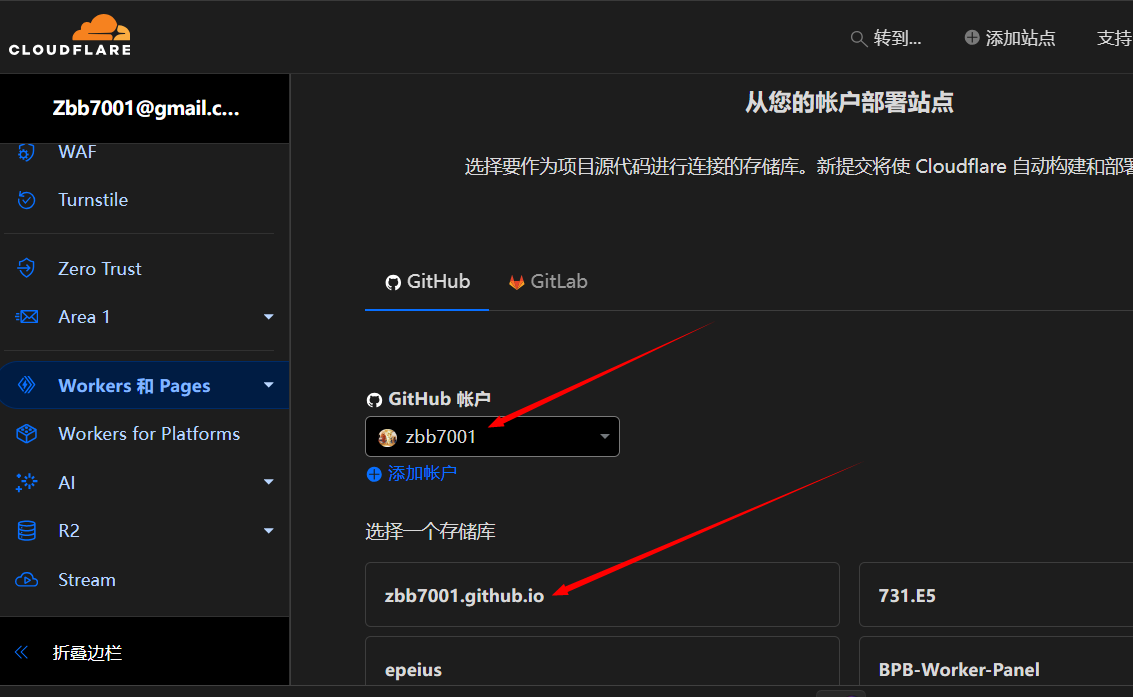 CLOUDFLARE
转到...
添加站点
支持
Zbb7001@gmail.c...
WAF
Turnstile
Zero Trust
Area 1
Workers 和 Pages
Workers for Platforms
AI
R2
Stream
折叠边栏
从您的帐户部署站点
选择要作为项目源代码进行连接的存储库。新提交将使 Cloudflare 自动构建和部署
GitHub
GitLab
GitHub 帐户
zbb7001
添加帐户
选择一个存储库
zbb7001.github.io
731.E5
epeius
BPB-Worker-Panel